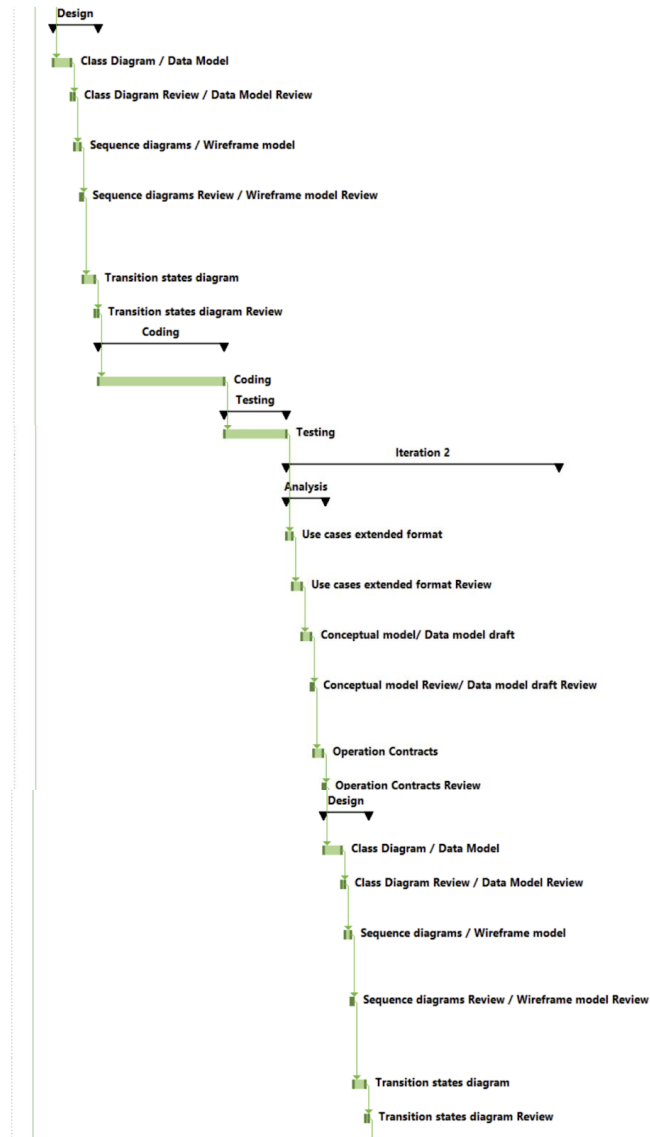 Design
Class Diagram / Data Model
Class Diagram Review / Data Model Review
Sequence diagrams / Wireframe model
Sequence diagrams Review / Wireframe model Review
Transition states diagram
Transition states diagram Review
Coding
Coding
Testing
Testing
Iteration 2
Analysis
Use cases extended format
Use cases extended format Review
Conceptual model/ Data model draft
Conceptual model Review/ Data model draft Review
Operation Contracts
Operation Contracts Review
Design
Class Diagram / Data Model
Class Diagram Review / Data Model Review
Sequence diagrams / Wireframe model
Sequence diagrams Review / Wireframe model Review
Transition states diagram
Transition states diagram Review